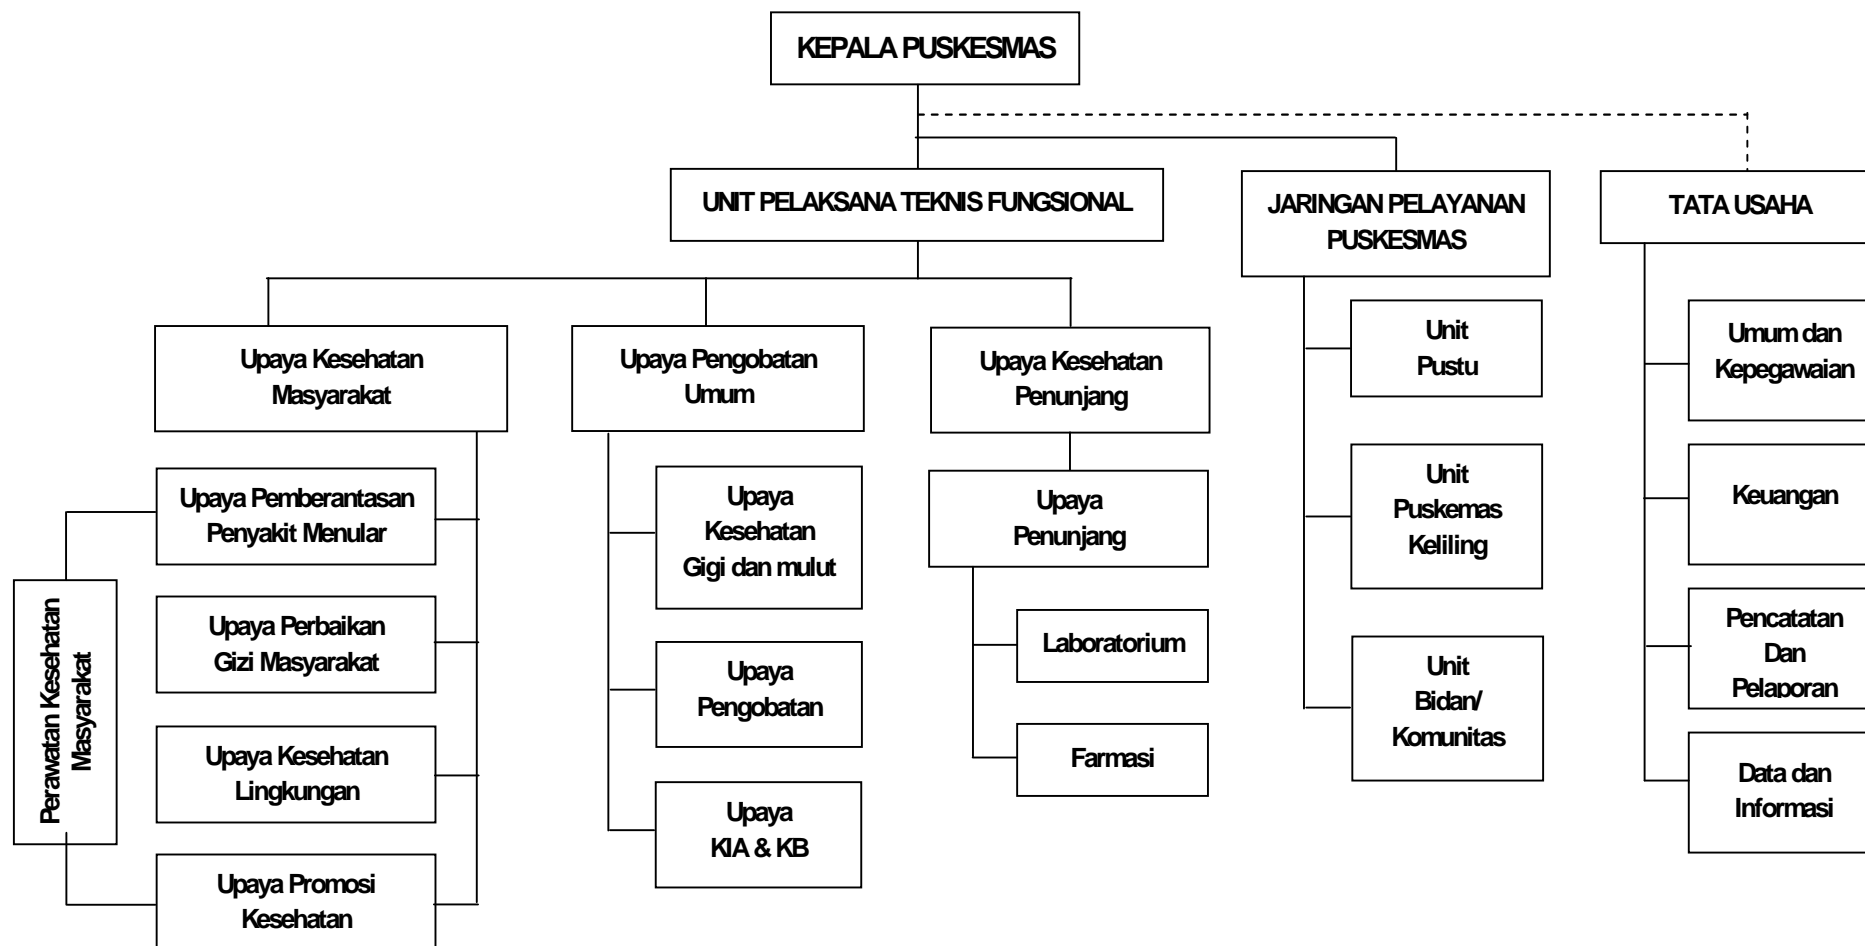 KEPALA PUSKESMAS
UNIT PELAKSANA TEKNIS FUNGSIONAL
JARINGAN PELAYANAN
PUSKESMAS
TATA USAHA
Upaya Kesehatan
Masyarakat
Upaya Pengobatan
Umum
Upaya Kesehatan
Penunjang
Unit
Pustu
Umum dan
Kepegawaian
Upaya Pemberantasan
Penyakit Menular
Upaya
Kesehatan
Gigi dan mulut
Upaya
Penunjang
Unit
Puskemas
Keliling
Keuangan
Perawatan Kesehatan
Masyarakat
Upaya Perbaikan
Gizi Masyarakat
Upaya
Pengobatan
Laboratorium
Unit
Bidan/
Komunitas
Pencatatan
Dan
Pelaporan
Upaya Kesehatan
Lingkungan
Upaya
KIA & KB
Farmasi
Data dan
Informasi
Upaya Promosi
Kesehatan